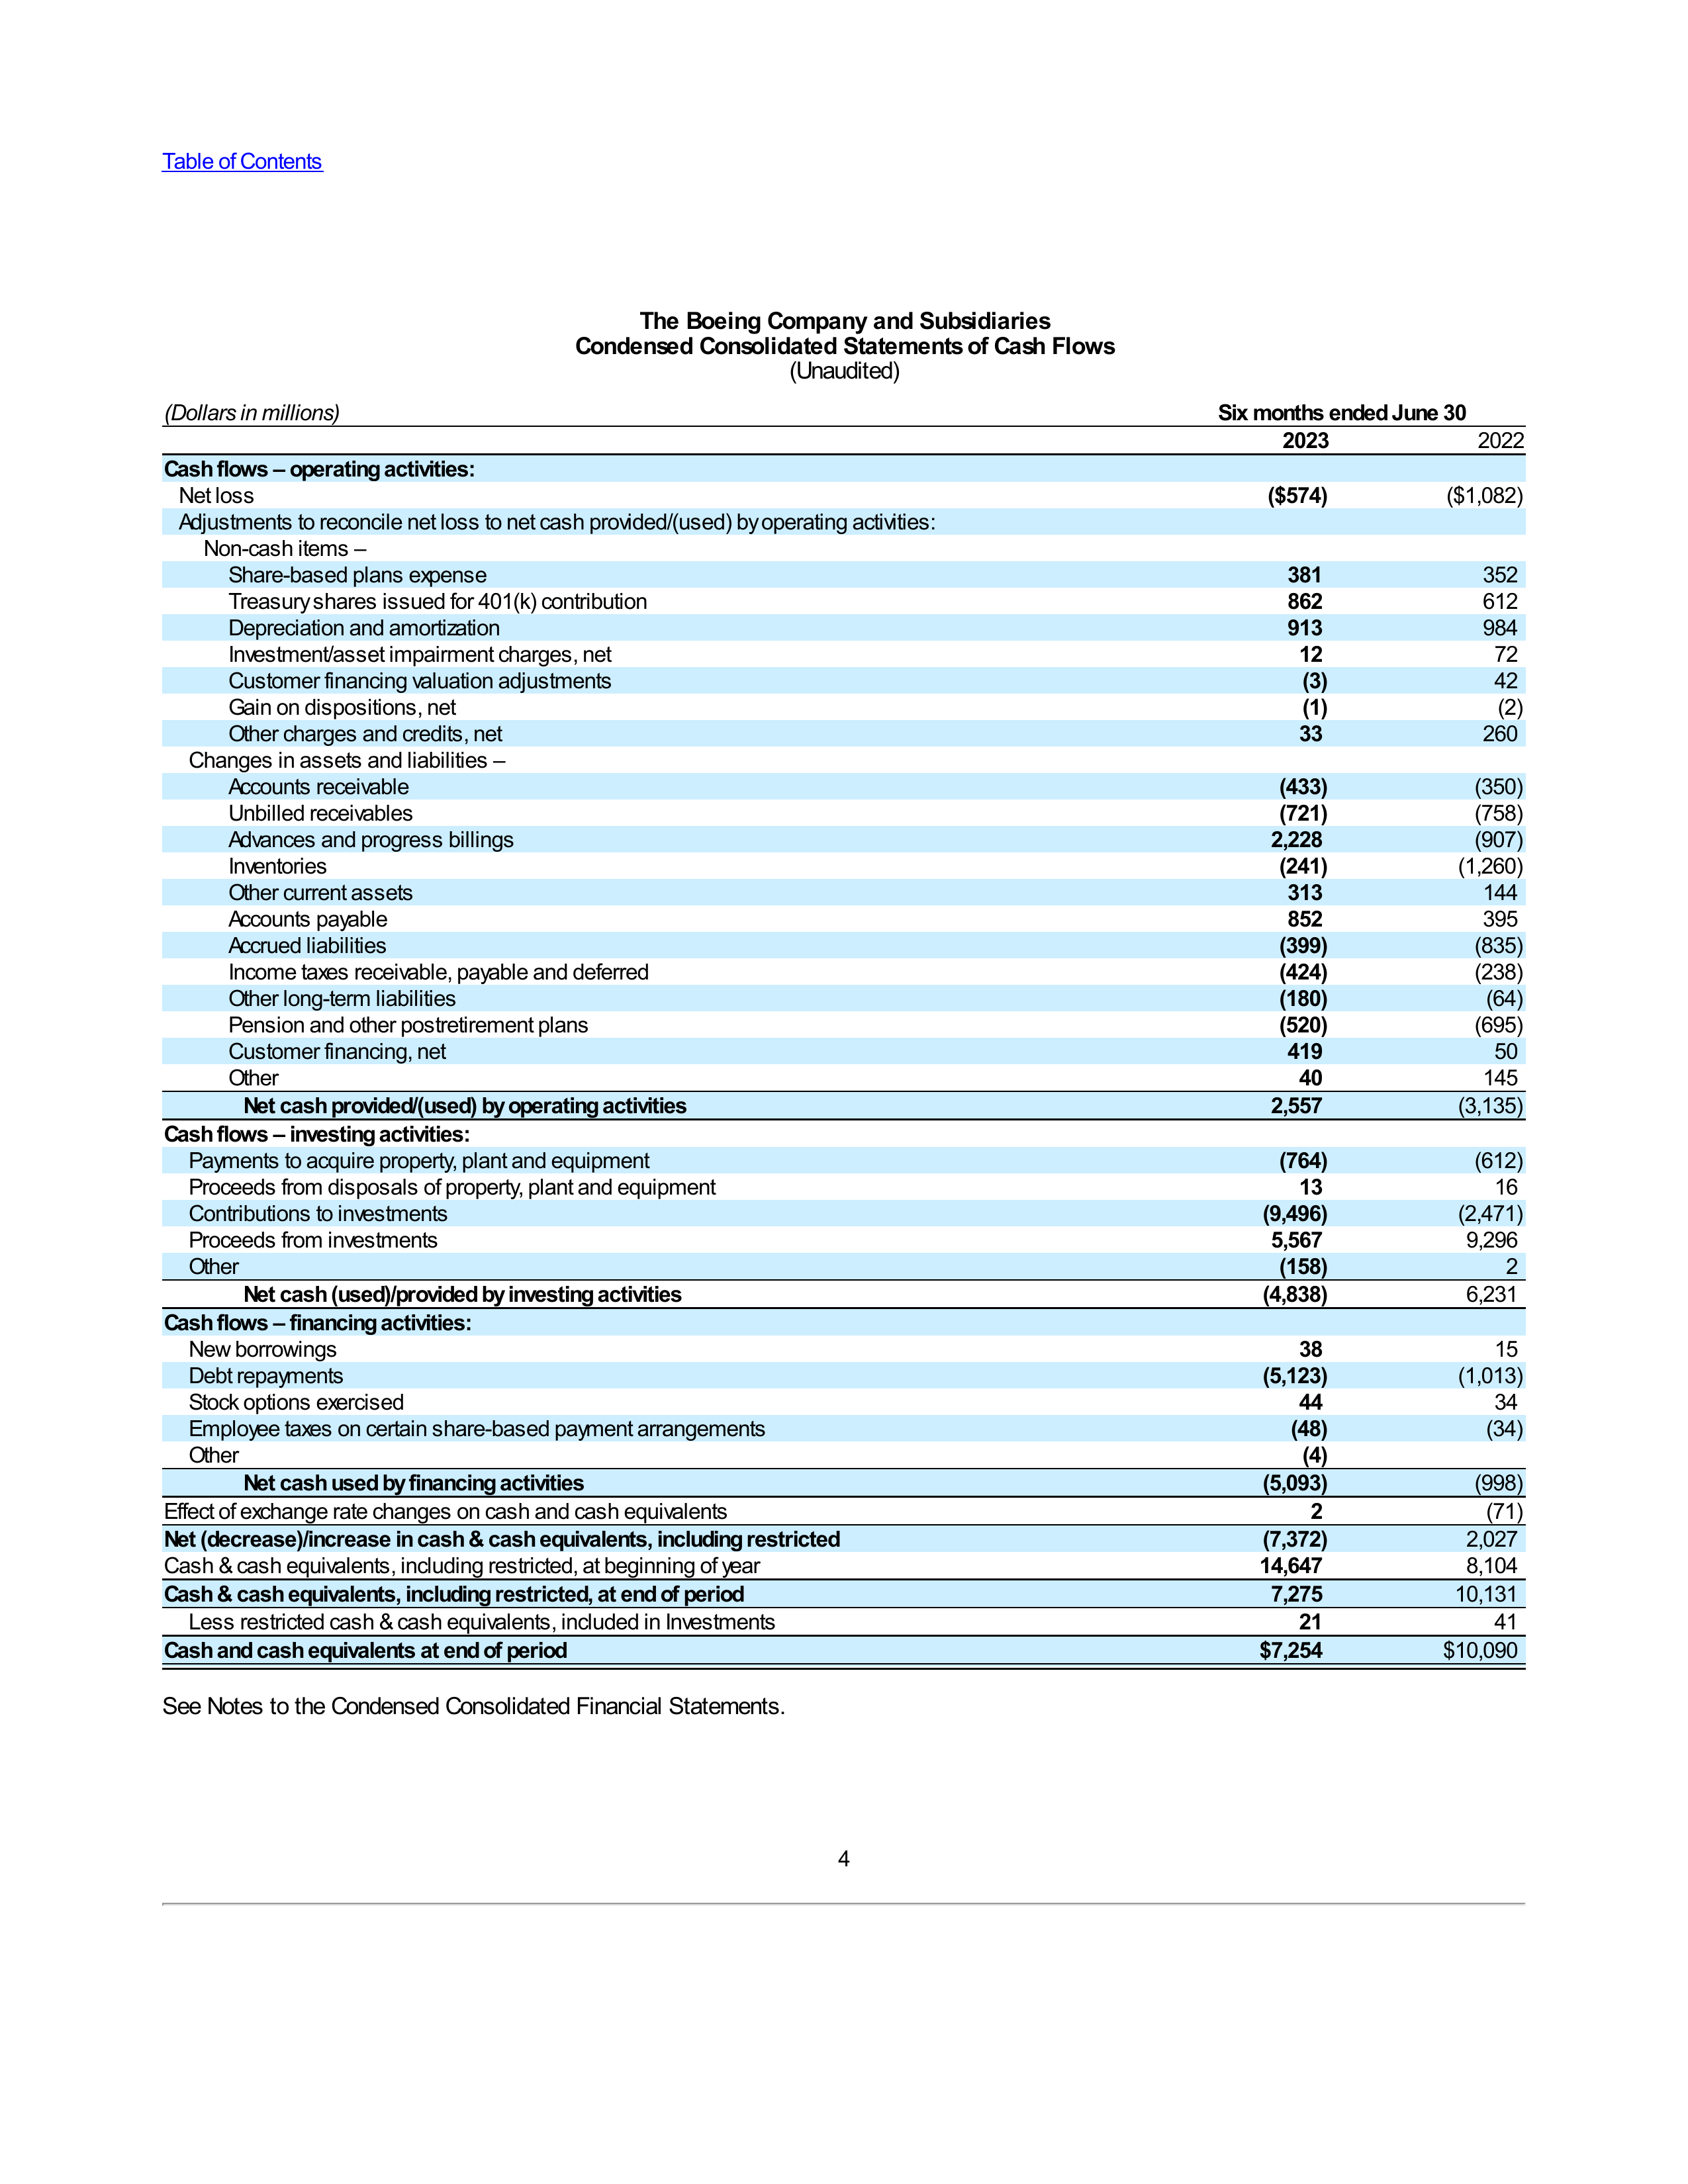 Table of Contents
The Boeing Company and Subsidiaries
Condensed Consolidated Statements of Cash Flows
(Unaudited)
(Dollars in millions) Six months ended June 30
2023 2022
Cash flows – operating activities:
Net loss ($574) ($1,082)
Adjustments to reconcile net loss to net cash provided/(used) by operating activities:
Non-cash items –
Share-based plans expense 381 352
Treasury shares issued for 401(k) contribution 862 612
Depreciation and amortization 913 984
Investment/asset impairment charges, net 12 72
Customer financing valuation adjustments (3) 42
Gain on dispositions, net (1) (2)
Other charges and credits, net 33 260
Changes in assets and liabilities –
Accounts receivable (433) (350)
Unbilled receivables (721) (758)
Advances and progress billings 2,228 (907)
Inventories (241) (1,260)
Other current assets 313 144
Accounts payable 852 395
Accrued liabilities (399) (835)
Income taxes receivable, payable and deferred (424) (238)
Other long-term liabilities (180) (64)
Pension and other postretirement plans (520) (695)
Customer financing, net 419 50
Other 40 145
Net cash provided/(used) by operating activities 2,557 (3,135)
Cash flows – investing activities:
Payments to acquire property, plant and equipment (764) (612)
Proceeds from disposals of property, plant and equipment 13 16
Contributions to investments (9,496) (2,471)
Proceeds from investments 5,567 9,296
Other (158) 2
Net cash (used)/provided by investing activities (4,838) 6,231
Cash flows – financing activities:
New borrowings 38 15
Debt repayments (5,123) (1,013)
Stock options exercised 44 34
Employee taxes on certain share-based payment arrangements (48) (34)
Other (4)
Net cash used by financing activities (5,093) (998)
Effect of exchange rate changes on cash and cash equivalents 2 (71)
Net (decrease)/increase in cash & cash equivalents, including restricted (7,372) 2,027
Cash & cash equivalents, including restricted, at beginning of year 14,647 8,104
Cash & cash equivalents, including restricted, at end of period 7,275 10,131
Less restricted cash & cash equivalents, included in Investments 21 41
Cash and cash equivalents at end of period $7,254 $10,090
See Notes to the Condensed Consolidated Financial Statements.
4